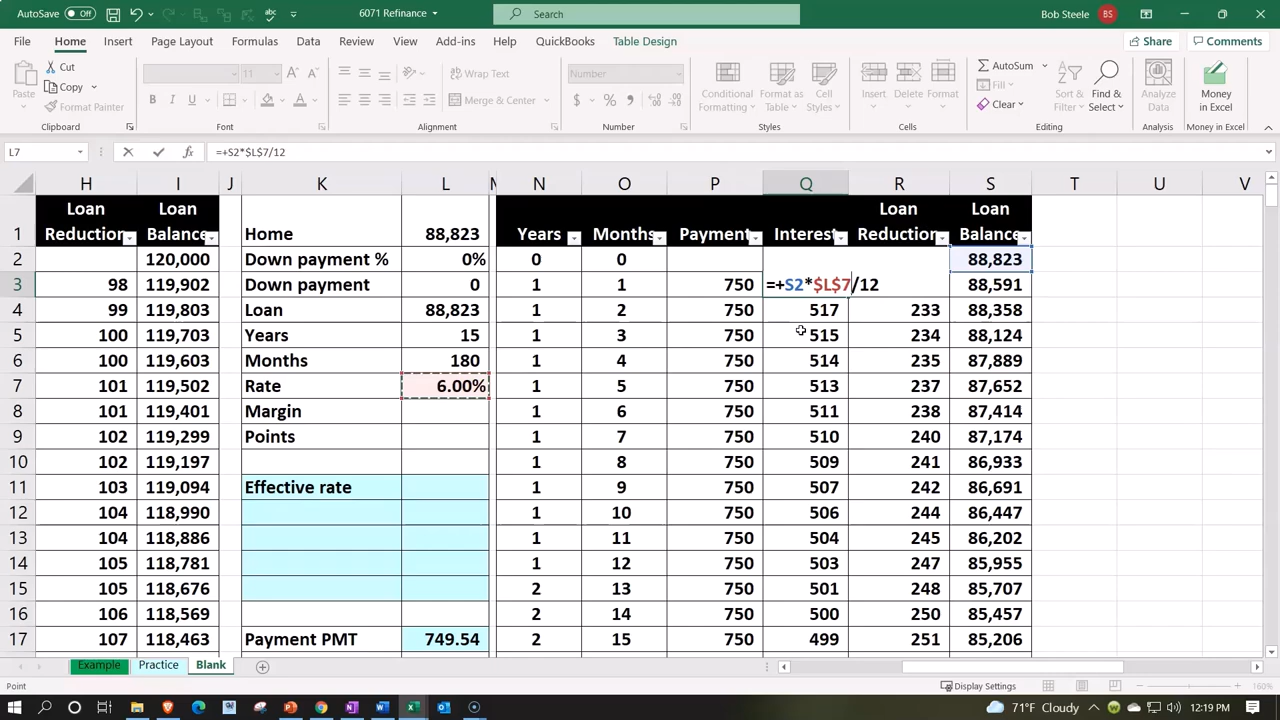 AutoSave Off 6071 Refinance Search Bob Steele BS
File Home Insert Page Layout Formulas Data Review View Add-ins Help QuickBooks Table Design Share Comments
Paste Cut Copy Format Painter Clipboard
11 B I U Font
Wrap Text Merge & Center Alignment
Number $ % , Number
Conditional Formatting Format as Table Cell Styles Styles
Insert Delete Format Cells
AutoSum Fill Clear Sort & Filter Find & Select Editing
Analyze Data Analysis
Money in Excel Money in Excel
L7 fx =+S2*$L$7/12
H I J K L M N O P Q R S T U V
Loan Loan Loan Loan
1 Reduction Balance Home 88,823 Years Months Payment Interest Reduction Balance
2 120,000 Down payment % 0% 0 0 88,823
3 98 119,902 Down payment 0 1 1 750 =+S2*$L$7/12 88,591
4 99 119,803 Loan 88,823 1 2 750 517 233 88,358
5 100 119,703 Years 15 1 3 750 515 234 88,124
6 100 119,603 Months 180 1 4 750 514 235 87,889
7 101 119,502 Rate 6.00% 1 5 750 513 237 87,652
8 101 119,401 Margin 1 6 750 511 238 87,414
9 102 119,299 Points 1 7 750 510 240 87,174
10 102 119,197 1 8 750 509 241 86,933
11 103 119,094 Effective rate 1 9 750 507 242 86,691
12 104 118,990 1 10 750 506 244 86,447
13 104 118,886 1 11 750 504 245 86,202
14 105 118,781 1 12 750 503 247 85,955
15 105 118,676 2 13 750 501 248 85,707
16 106 118,569 2 14 750 500 250 85,457
17 107 118,463 Payment PMT 749.54 2 15 750 499 251 85,206
Example Practice Blank
Point Display Settings 160%
71°F Cloudy 12:19 PM